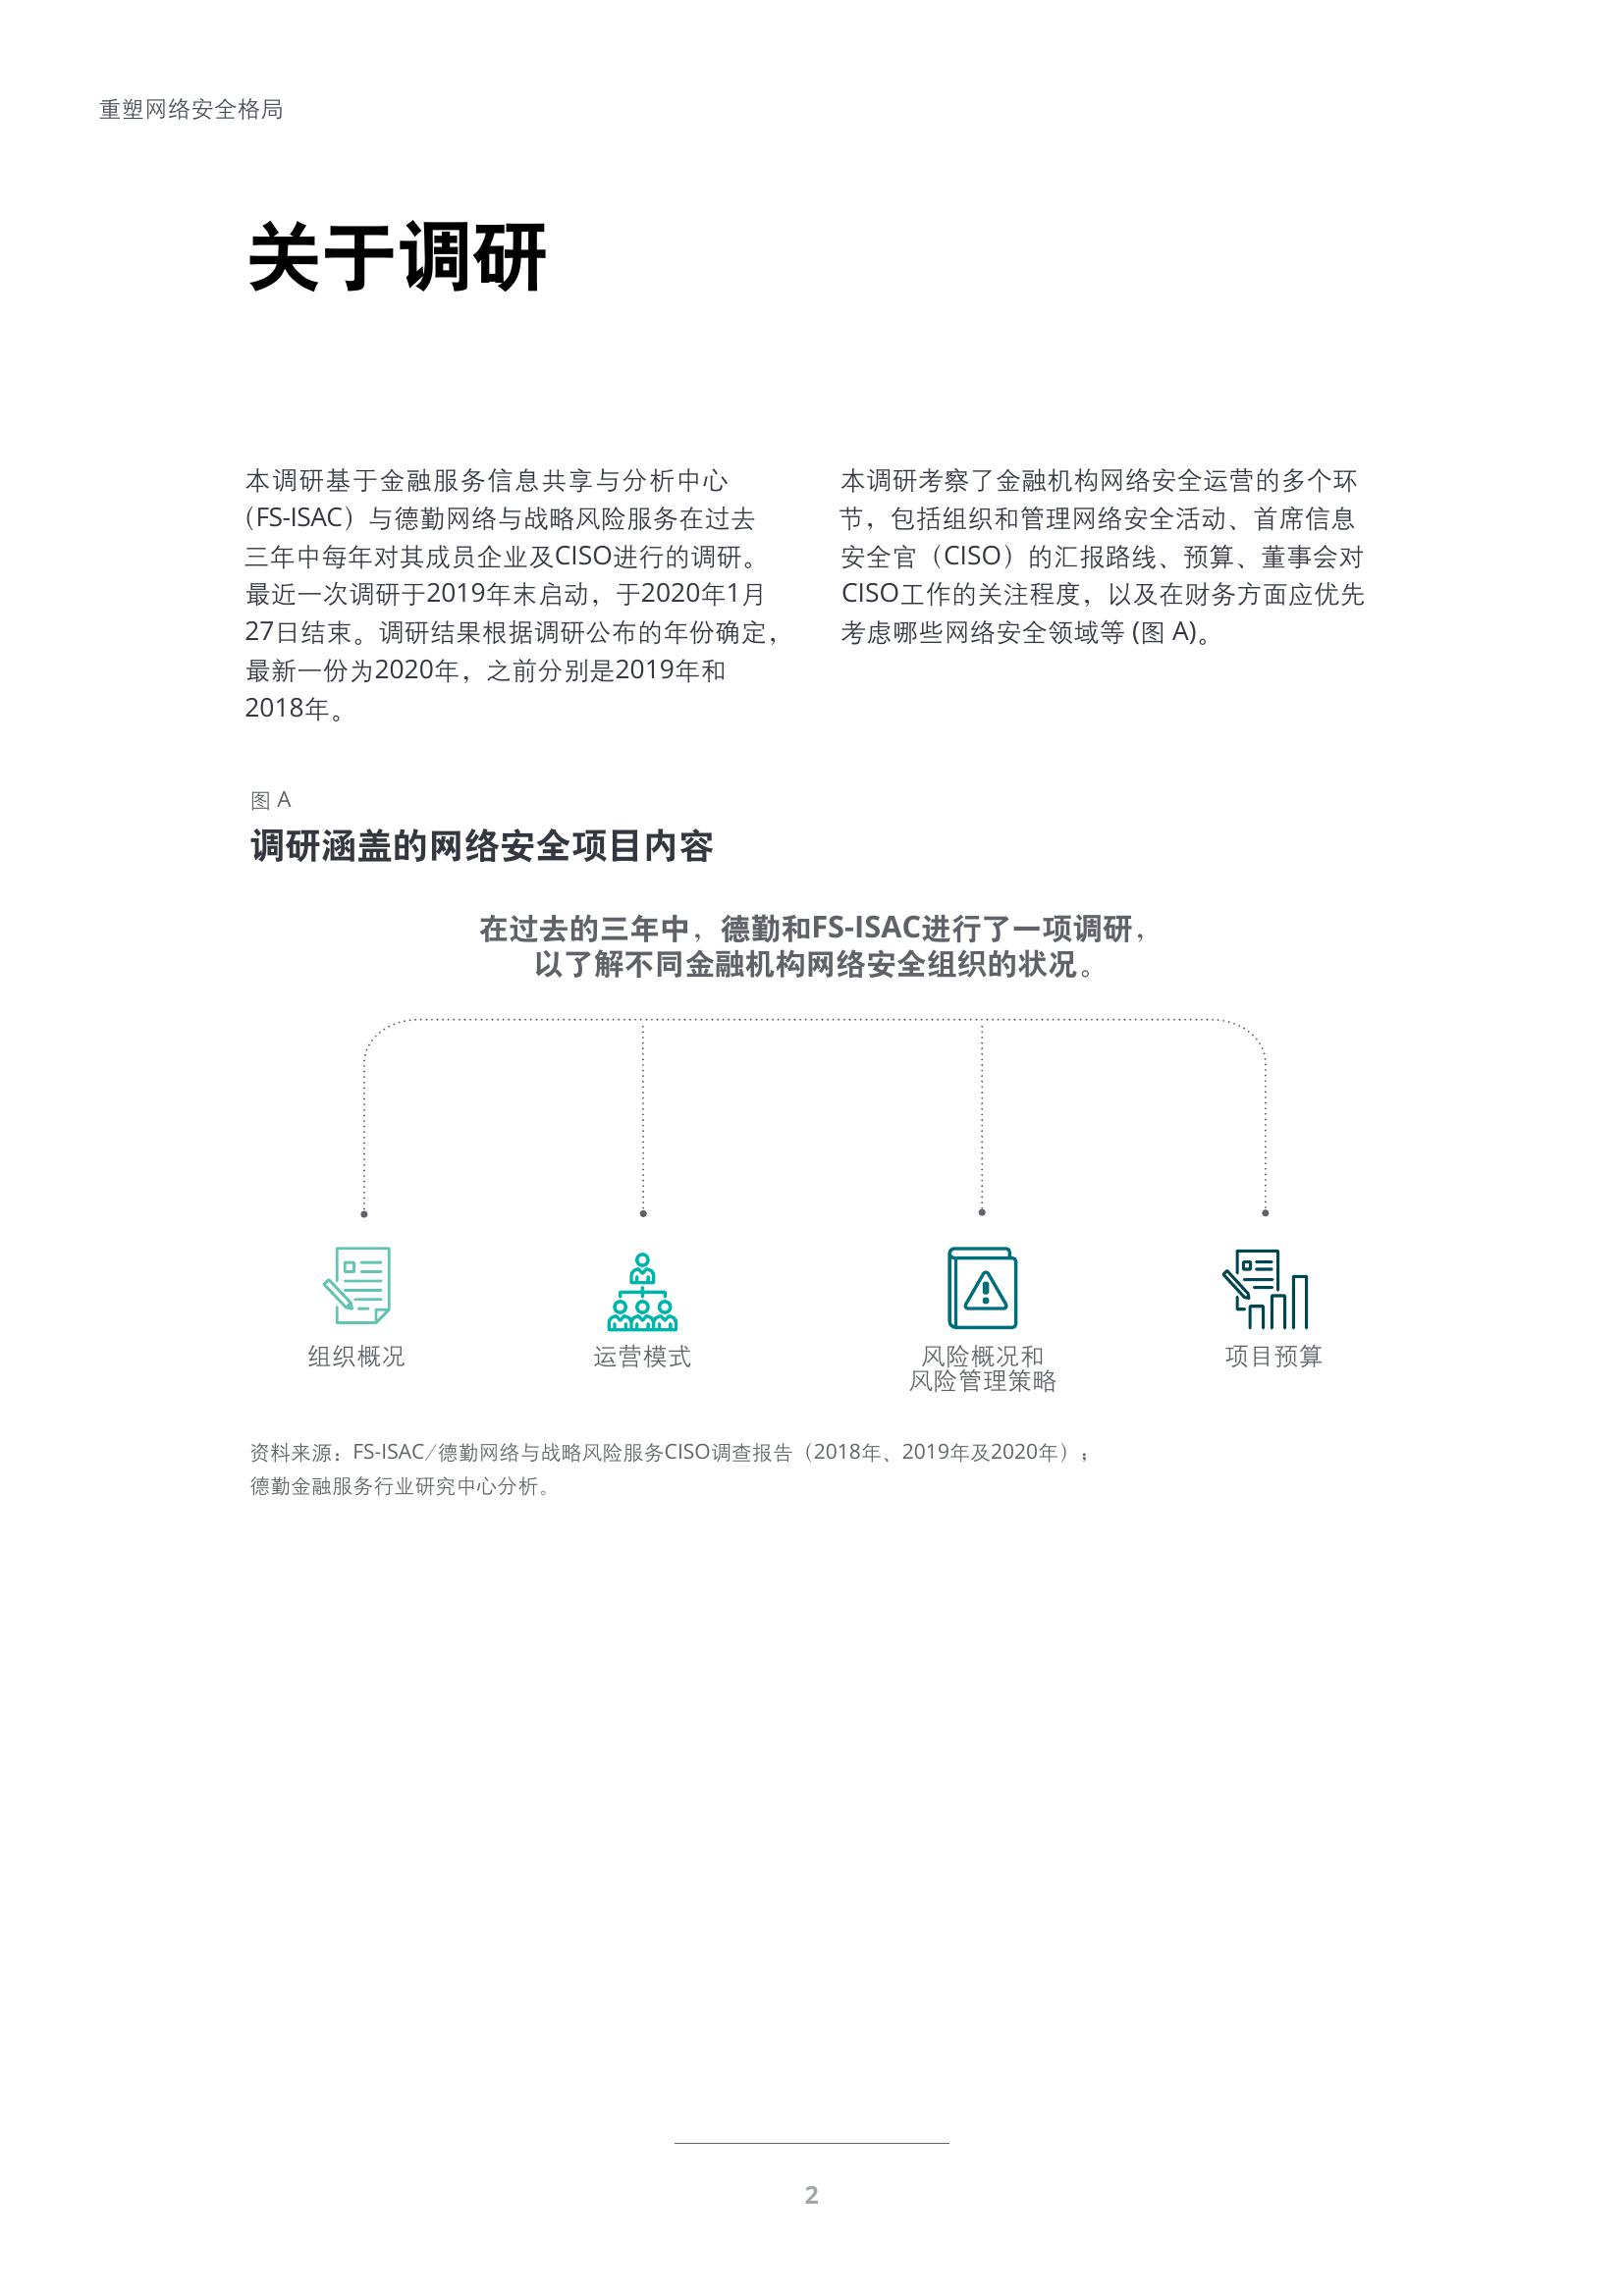 重塑网络安全格局
关于调研
本调研基于金融服务信息共享与分析中心
（FS-ISAC）与德勤网络与战略风险服务在过去
三年中每年对其成员企业及CISO进行的调研。
最近一次调研于2019年末启动，于2020年1月
27日结束。调研结果根据调研公布的年份确定，
最新一份为2020年，之前分别是2019年和
2018年。
本调研考察了金融机构网络安全运营的多个环
节，包括组织和管理网络安全活动、首席信息
安全官（CISO）的汇报路线、预算、董事会对
CISO工作的关注程度，以及在财务方面应优先
考虑哪些网络安全领域等 (图 A)。
图 A
调研涵盖的网络安全项目内容
在过去的三年中，德勤和FS-ISAC进行了一项调研，
以了解不同金融机构网络安全组织的状况。
组织概况
运营模式
风险概况和
风险管理策略
项目预算
资料来源：FS-ISAC/德勤网络与战略风险服务CISO调查报告（2018年、2019年及2020年）；
德勤金融服务行业研究中心分析。
2